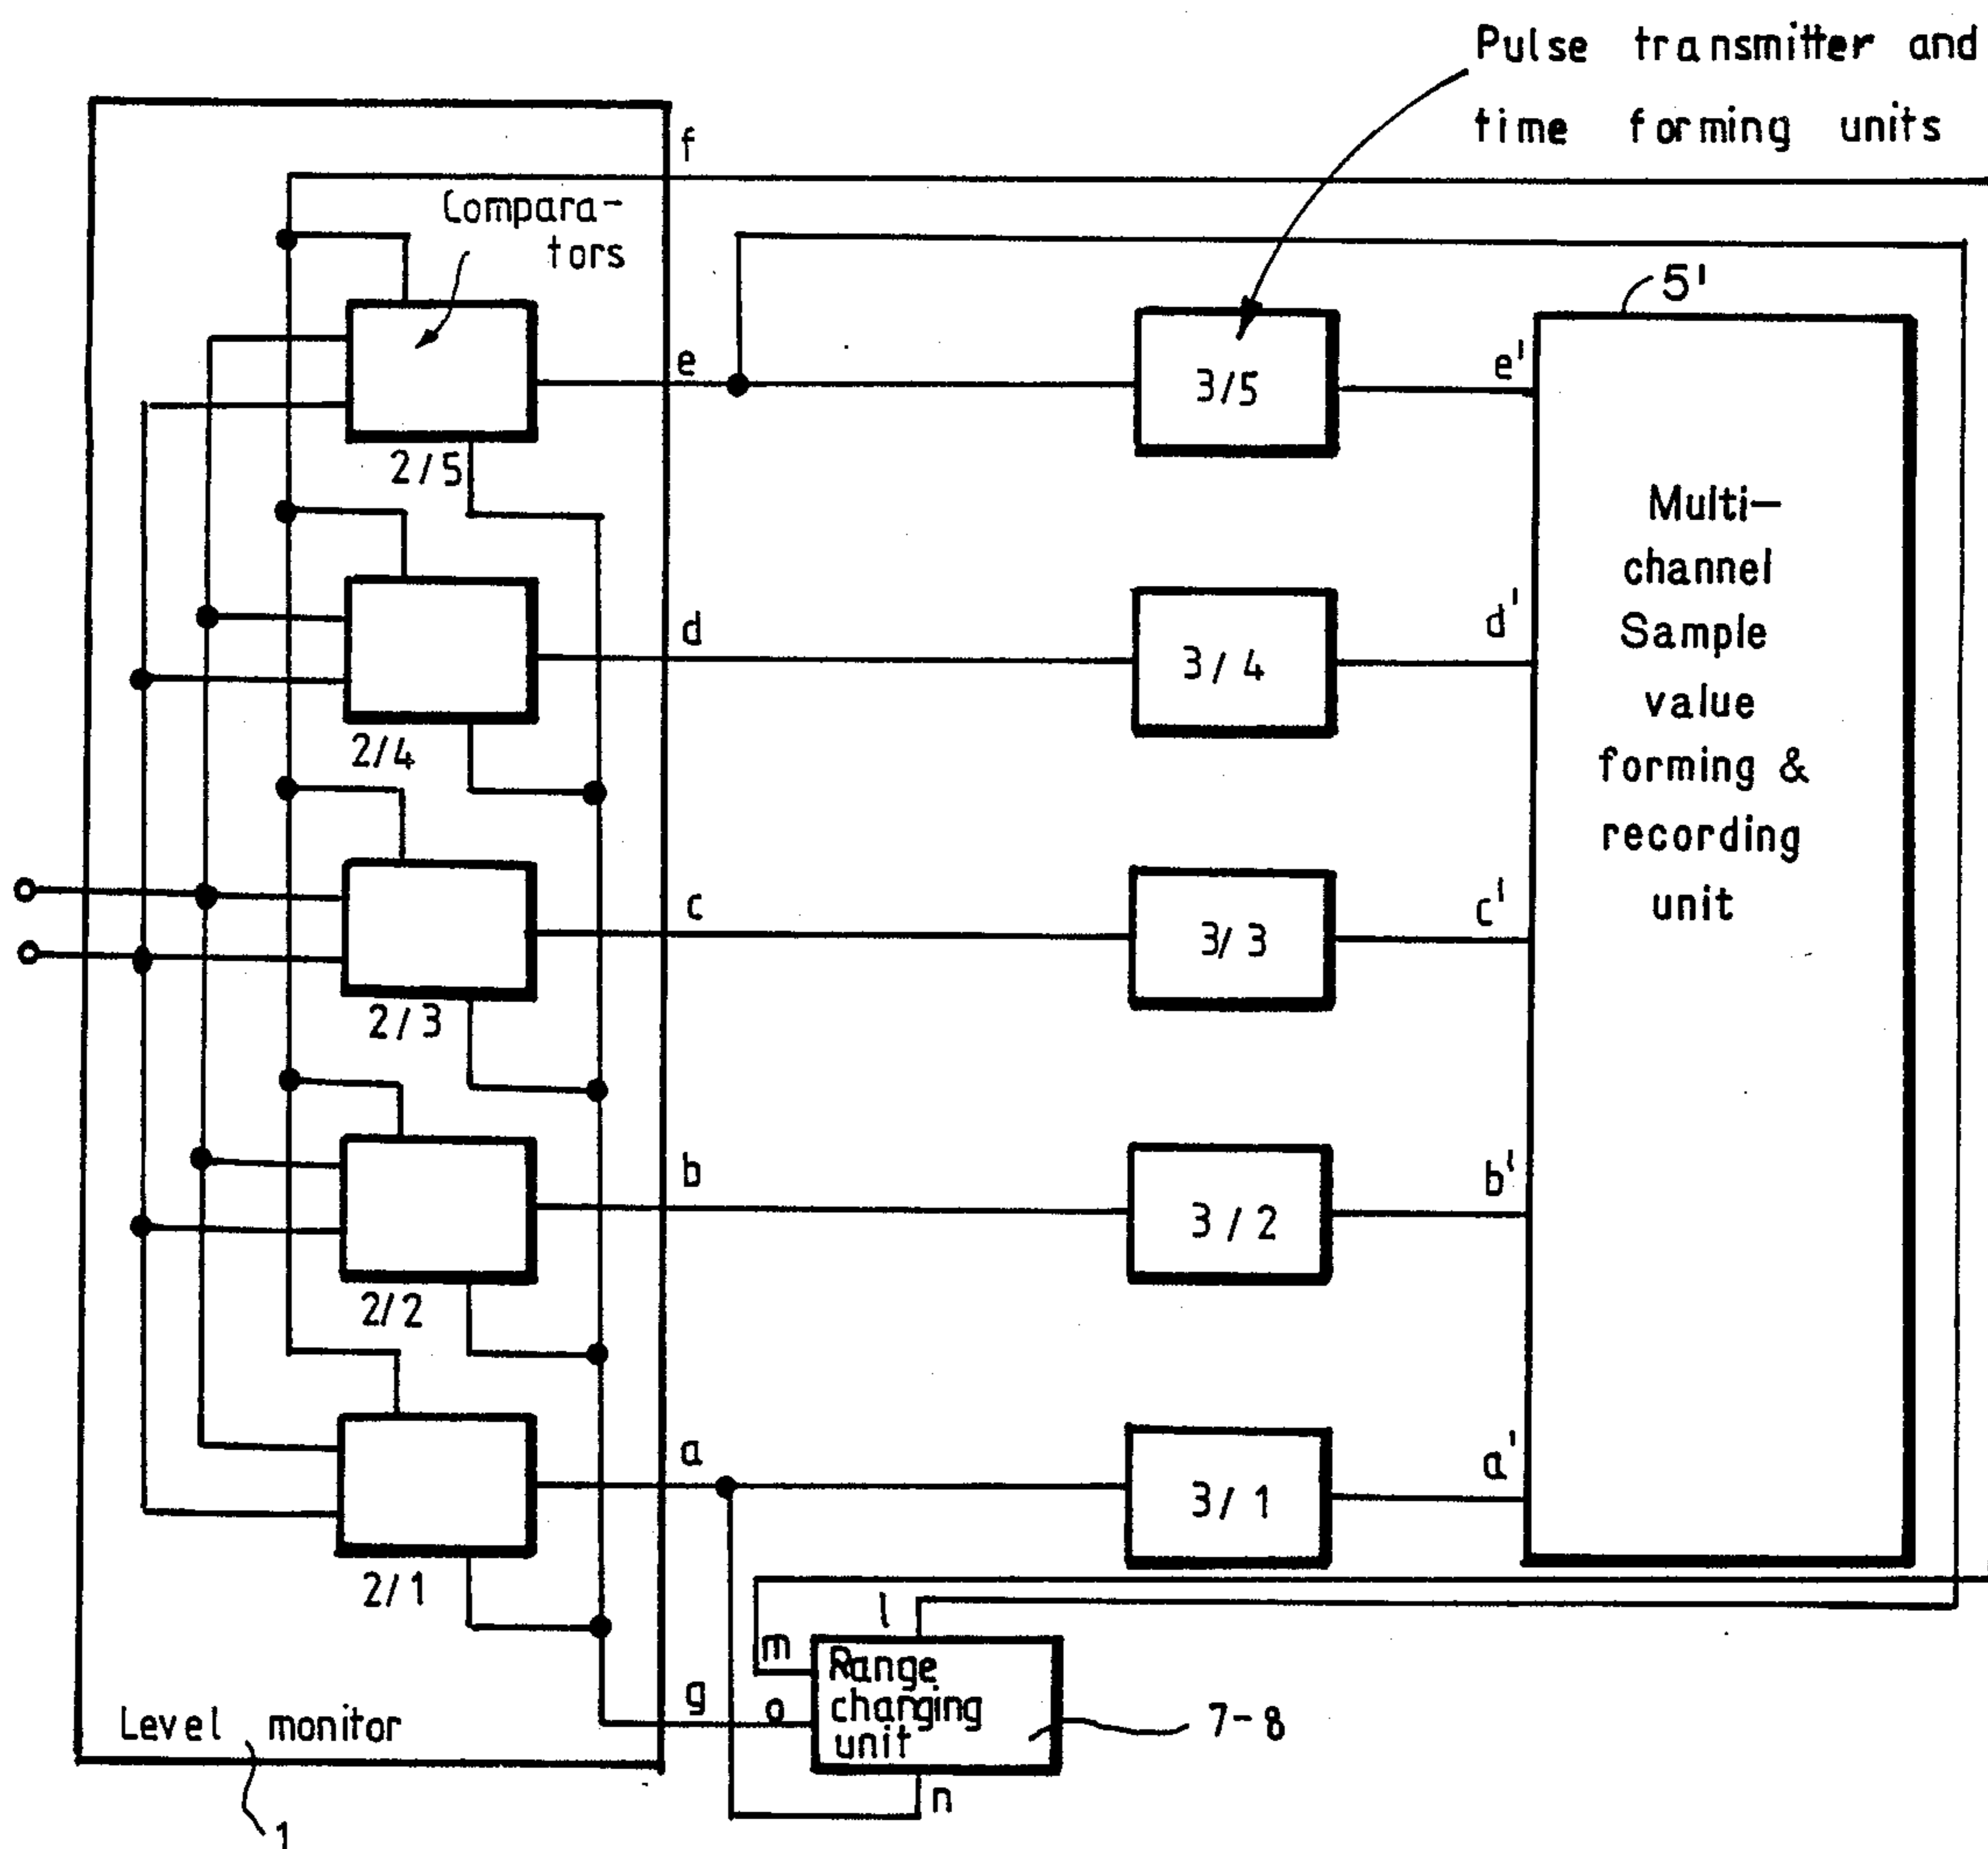 Pulse transmitter and
time forming units
f
Compara-
tors
5'
e
3/5
e'
2/5
Multi-
channel
Sample
value
forming &
recording
unit
d
3/4
d'
2/4
c
3/3
c'
2/3
b
3/2
b'
2/2
a
3/1
a'
2/1
l
m
Range
changing
unit
g
o
7-8
n
Level monitor
1